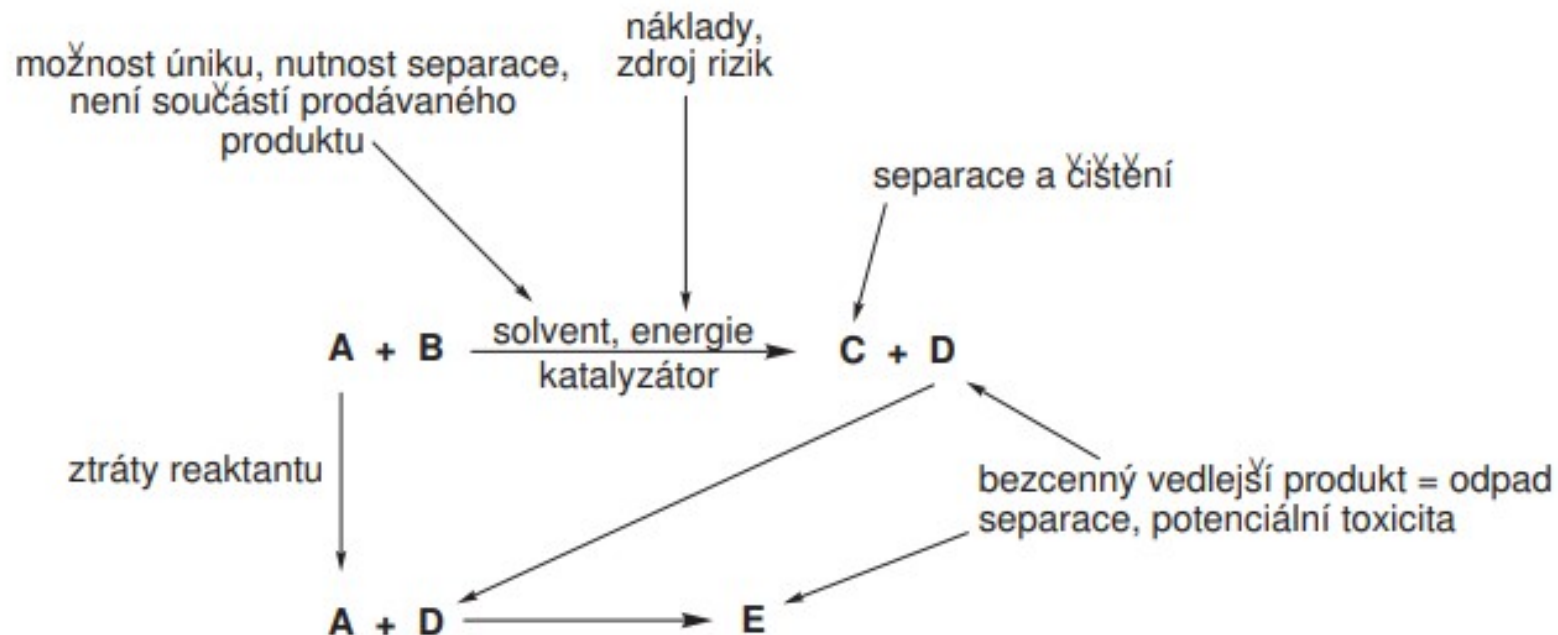 možnost úniku, nutnost separace,
není součástí prodávaného
produktu
náklady,
zdroj rizik
separace a čištění
A + B
solvent, energie
katalyzátor
C + D
ztráty reaktantu
bezcenný vedlejší produkt = odpad
separace, potenciální toxicita
A + D
E